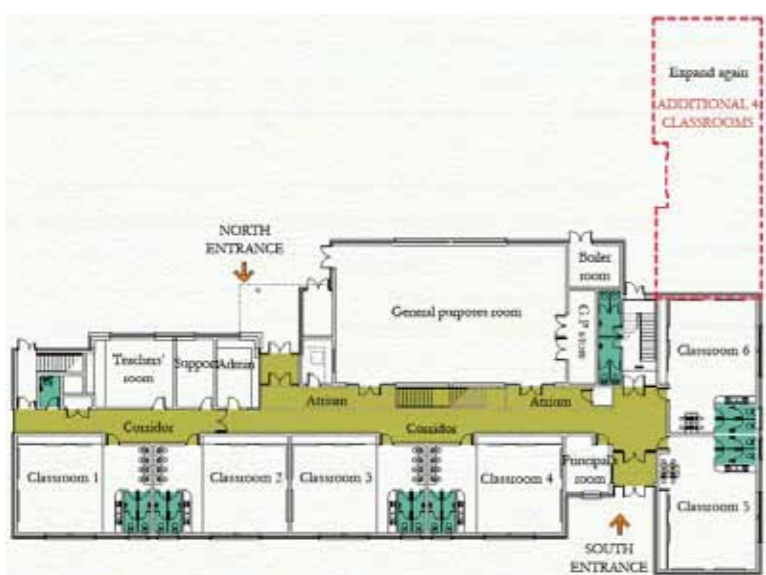 Expand again
ADDITIONAL 4
CLASSROOMS
NORTH
ENTRANCE
Boiler
room
General purposes room
G.P. store
Classroom 6
Teachers'
room
Support
Admin
Atrium
Atrium
Corridor
Corridor
Classroom 1
Classroom 2
Classroom 3
Classroom 4
Principal's
room
Classroom 5
SOUTH
ENTRANCE